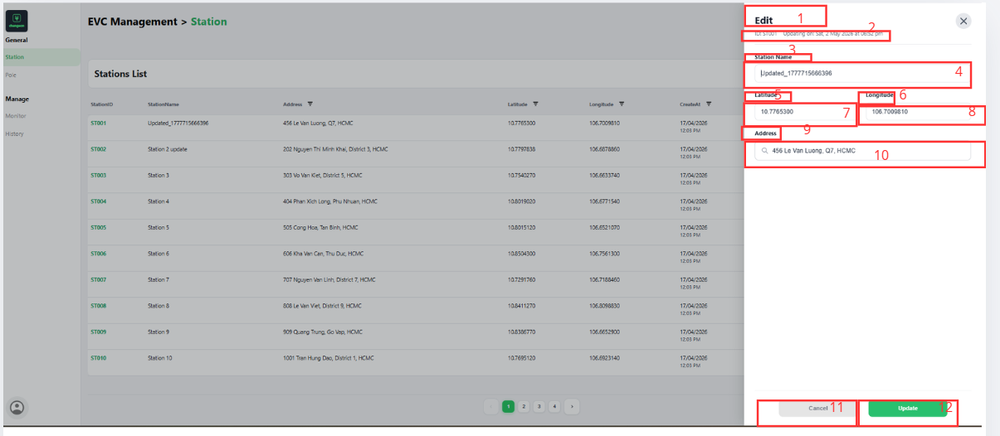 chargeum
General
Station
Pole
Manage
Monitor
History
EVC Management > Station
Stations List
StationID StationName Address Latitude Longitude CreateAt
ST001 Updated_1777715666396 456 Le Van Luong, Q7, HCMC 10.7765300 106.7009810 17/04/2026
12:03 PM
ST002 Station 2 update 202 Nguyen Thi Minh Khai, District 3, HCMC 10.7797838 106.6878860 17/04/2026
12:03 PM
ST003 Station 3 303 Vo Van Kiet, District 5, HCMC 10.7540270 106.6633740 17/04/2026
12:03 PM
ST004 Station 4 404 Phan Xich Long, Phu Nhuan, HCMC 10.8019020 106.6771540 17/04/2026
12:03 PM
ST005 Station 5 505 Cong Hoa, Tan Binh, HCMC 10.8015120 106.6521070 17/04/2026
12:03 PM
ST006 Station 6 606 Kha Van Can, Thu Duc, HCMC 10.8504300 106.7561300 17/04/2026
12:03 PM
ST007 Station 7 707 Nguyen Van Linh, District 7, HCMC 10.7291760 106.7188460 17/04/2026
12:03 PM
ST008 Station 8 808 Le Van Viet, District 9, HCMC 10.8411270 106.8098830 17/04/2026
12:03 PM
ST009 Station 9 909 Quang Trung, Go Vap, HCMC 10.8386770 106.6652900 17/04/2026
12:03 PM
ST010 Station 10 1001 Tran Hung Dao, District 1, HCMC 10.7695120 106.6923140 17/04/2026
12:03 PM
1 2 3 4
Edit 1
ID: ST001 Updating on: Sat, 2 May 2026 at 06:52 pm 2
Station Name 3
Updated_1777715666396 4
Latitude 5 Longitude 6
10.7765300 7 106.7009810 8
Address 9
456 Le Van Luong, Q7, HCMC 10
Cancel 11 Update 12